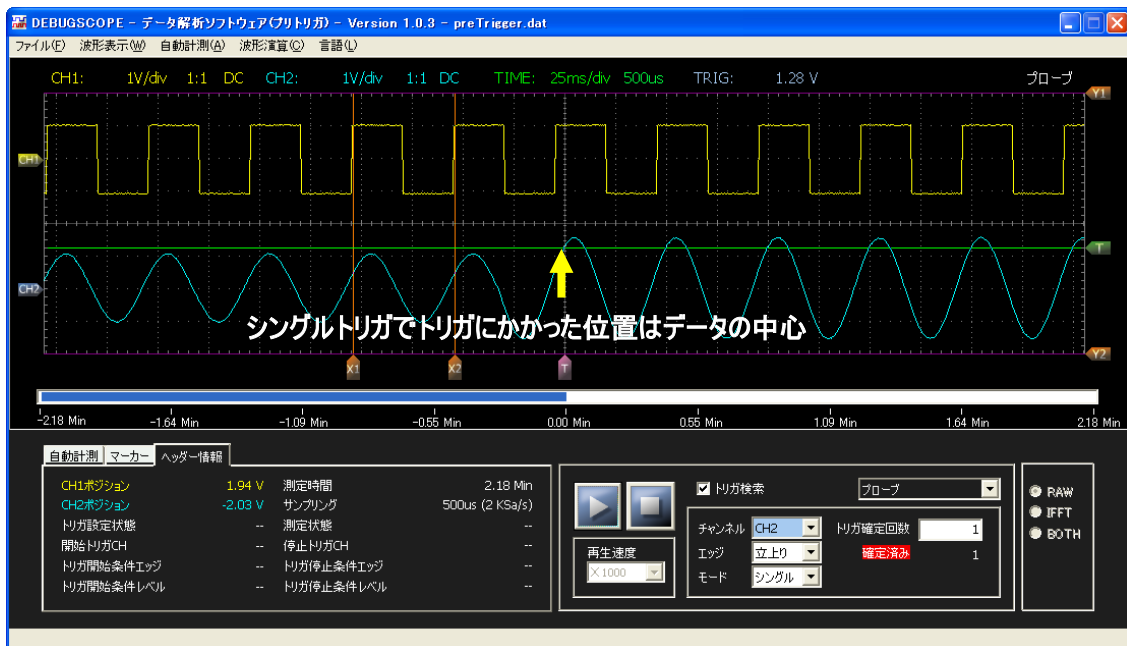 DEBUGSCOPE - データ解析ソフトウェア(プリトリガ) - Version 1.0.3 - preTrigger.dat
ファイル(F) 波形表示(W) 自動計測(A) 波形演算(C) 言語(L)
CH1: 1V/div 1:1 DC CH2: 1V/div 1:1 DC TIME: 25ms/div 500us TRIG: 1.28 V プローブ
Y1
CH1
T
CH2
シングルトリガでトリガにかかった位置はデータの中心
Y2
X1 X2 T
-2.18 Min -1.64 Min -1.09 Min -0.55 Min 0.00 Min 0.55 Min 1.09 Min 1.64 Min 2.18 Min
自動計測 マーカー ヘッダー情報
CH1ポジション 1.94 V 測定時間 2.18 Min
CH2ポジション -2.03 V サンプリング 500us (2 KSa/s)
トリガ設定状態 -- 測定状態 --
開始トリガCH -- 停止トリガCH --
トリガ開始条件エッジ -- トリガ停止条件エッジ --
トリガ開始条件レベル -- トリガ停止条件レベル --
再生速度
×1000
トリガ検索 プローブ
チャンネル CH2 トリガ確定回数 1
エッジ 立上り 確定済み 1
モード シングル
RAW
IFFT
BOTH